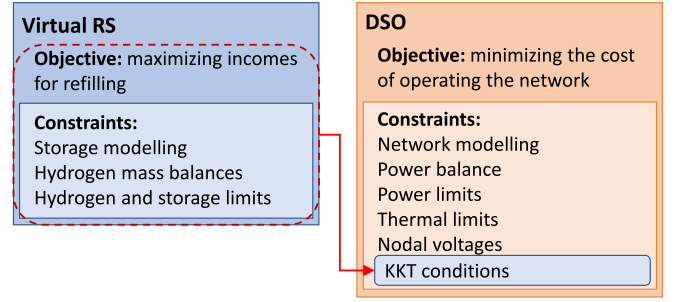 Virtual RS
Objective: maximizing incomes
for refilling
Constraints:
Storage modelling
Hydrogen mass balances
Hydrogen and storage limits
DSO
Objective: minimizing the cost
of operating the network
Constraints:
Network modelling
Power balance
Power limits
Thermal limits
Nodal voltages
KKT conditions